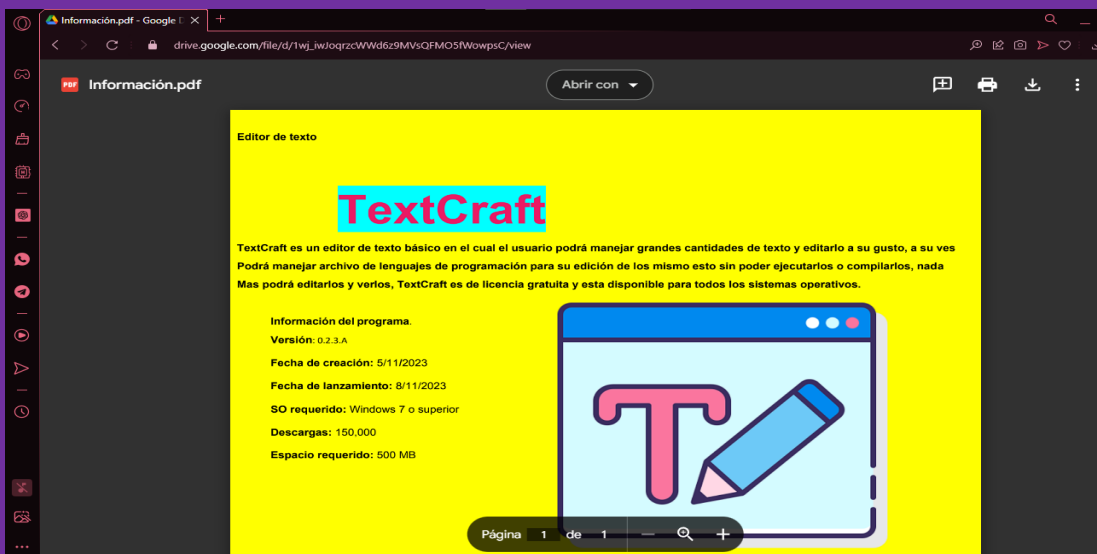 Información.pdf - Google D
drive.google.com/file/d/1wj_iwJoqrzcWWd6z9MVsQFMO5fWowpsC/view
PDF Información.pdf
Abrir con
Editor de texto
TextCraft
TextCraft es un editor de texto básico en el cual el usuario podrá manejar grandes cantidades de texto y editarlo a su gusto, a su ves
Podrá manejar archivo de lenguajes de programación para su edición de los mismo esto sin poder ejecutarlos o compilarlos, nada
Mas podrá editarlos y verlos, TextCraft es de licencia gratuita y esta disponible para todos los sistemas operativos.
Información del programa.
Versión: 0.2.3.A
Fecha de creación: 5/11/2023
Fecha de lanzamiento: 8/11/2023
SO requerido: Windows 7 o superior
Descargas: 150,000
Espacio requerido: 500 MB
T
Página 1 de 1